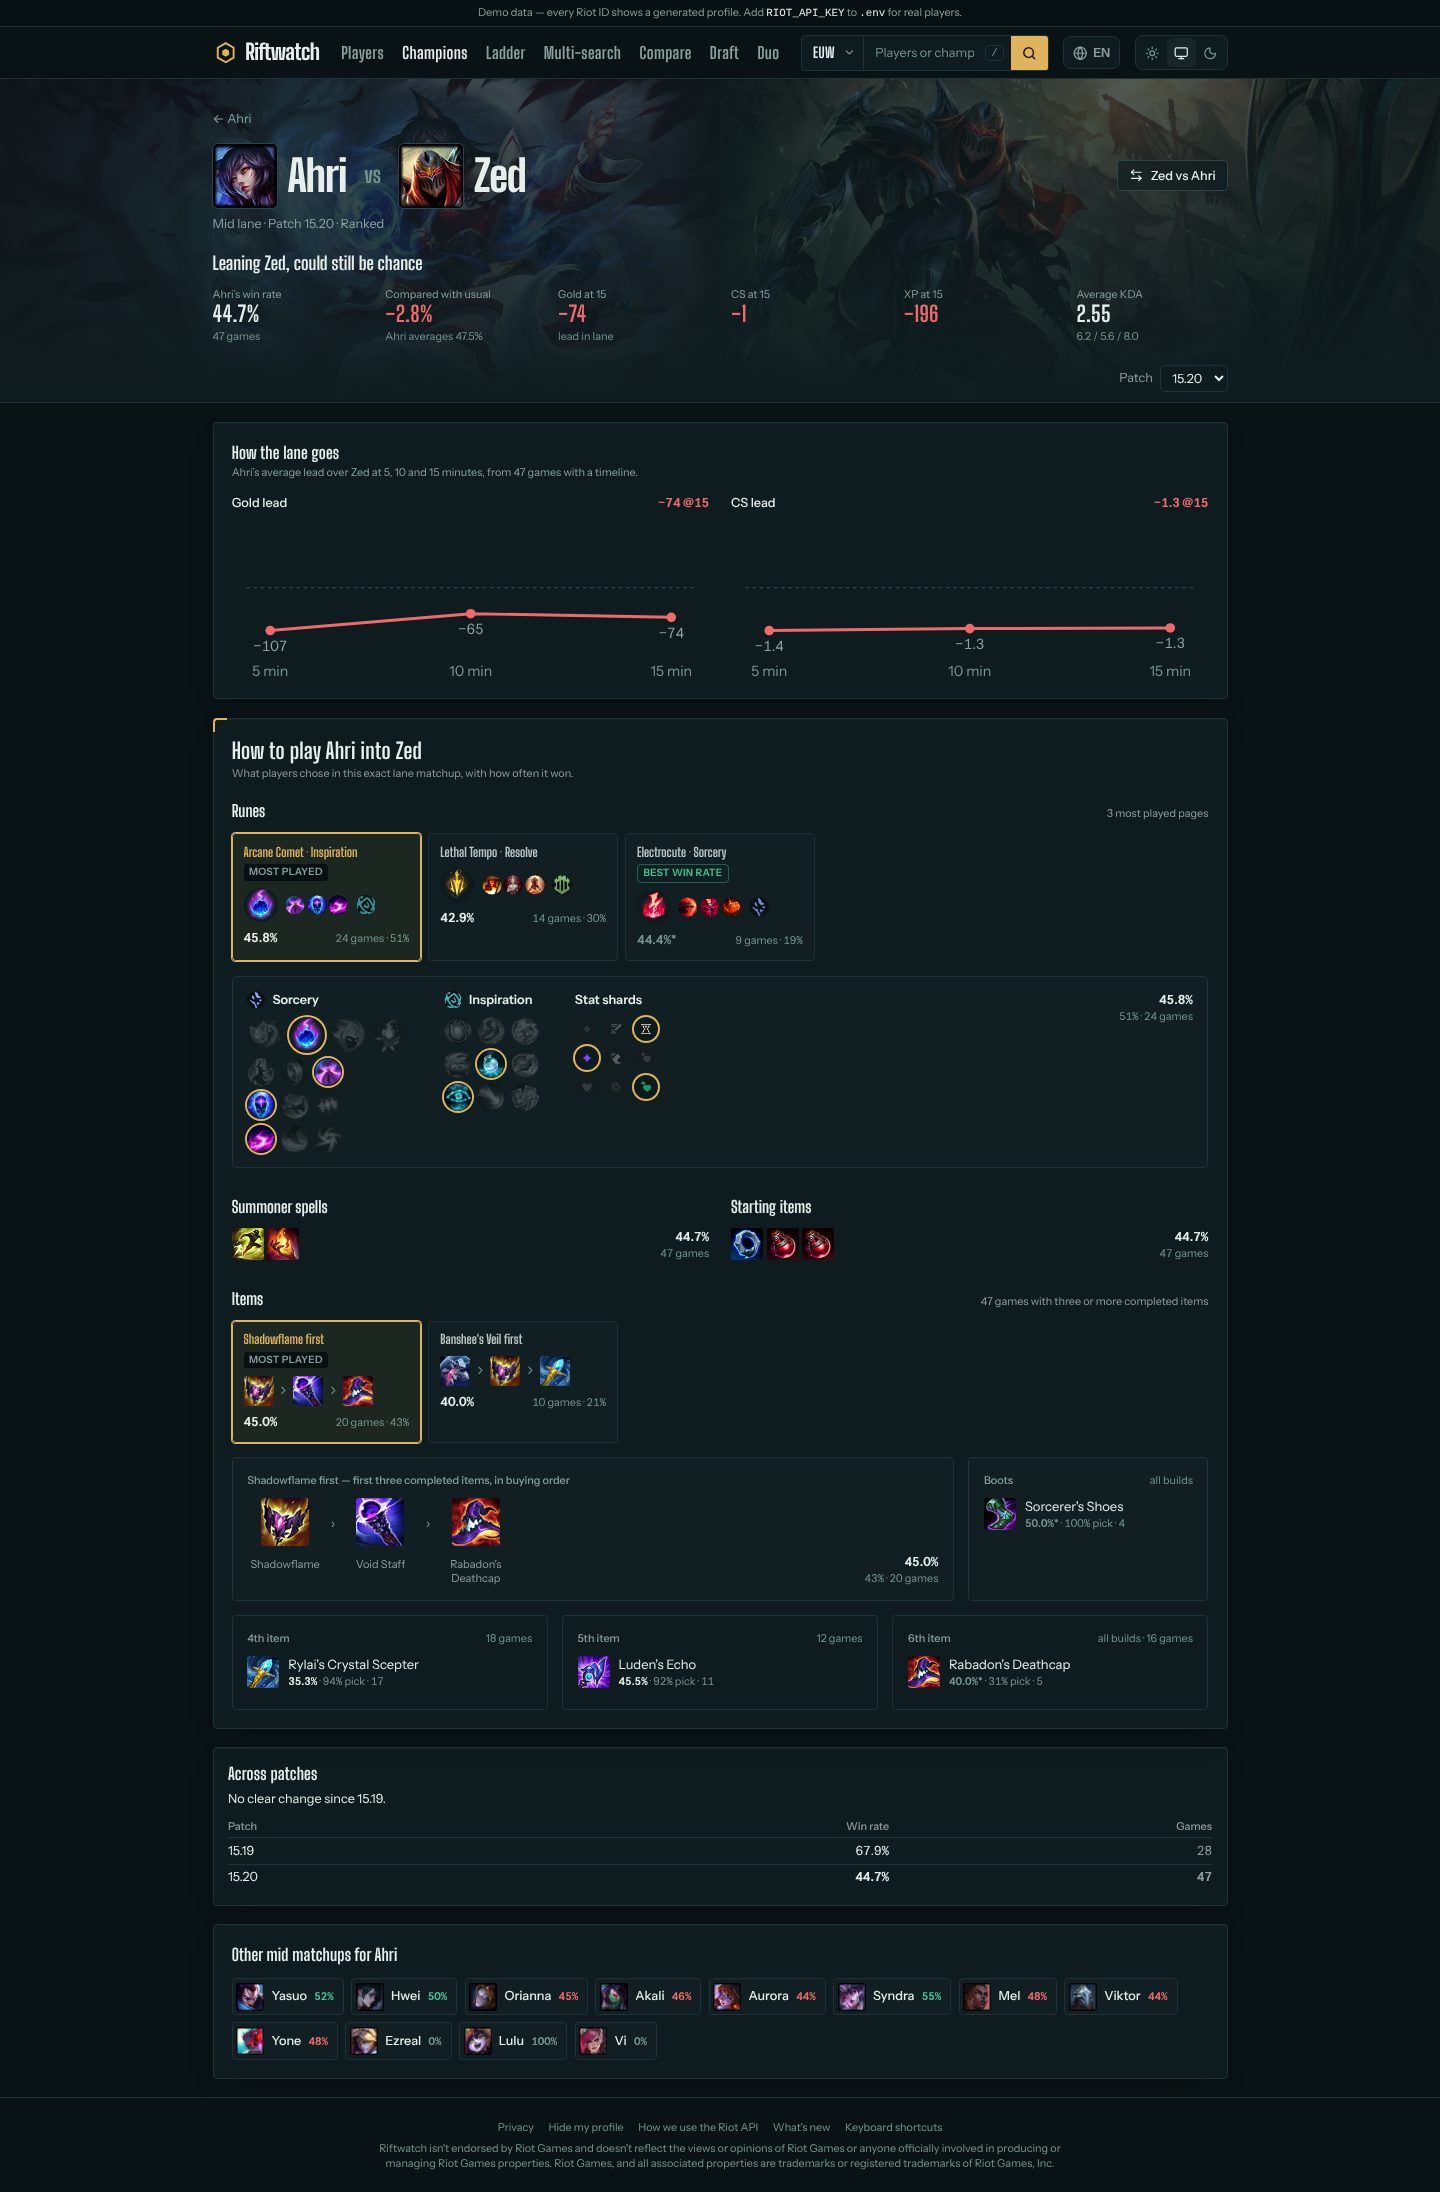 Demo data — every Riot ID shows a generated profile. Add RIOT_API_KEY to .env for real players.
Riftwatch Players Champions Ladder Multi-search Compare Draft Duo EUW Players or champ / EN
← Ahri
Ahri vs Zed
Zed vs Ahri
Mid lane · Patch 15.20 · Ranked
Leaning Zed, could still be chance
Ahri's win rate Compared with usual Gold at 15 CS at 15 XP at 15 Average KDA
44.7% −2.8% −74 −1 −196 2.55
47 games Ahri averages 47.5% lead in lane 6.2 / 5.6 / 8.0
Patch 15.20
How the lane goes
Ahri's average lead over Zed at 5, 10 and 15 minutes, from 47 games with a timeline.
Gold lead −74 @15 CS lead −1.3 @15
−107 −65 −74 −1.4 −1.3 −1.3
5 min 10 min 15 min 5 min 10 min 15 min
How to play Ahri into Zed
What players chose in this exact lane matchup, with how often it won.
Runes 3 most played pages
Arcane Comet · Inspiration Lethal Tempo · Resolve Electrocute · Sorcery
MOST PLAYED BEST WIN RATE
45.8% 24 games · 51% 42.9% 14 games · 30% 44.4%* 9 games · 19%
Sorcery Inspiration Stat shards 45.8%
51% · 24 games
Summoner spells Starting items
44.7% 44.7%
47 games 47 games
Items 47 games with three or more completed items
Shadowflame first Banshee's Veil first
MOST PLAYED
45.0% 20 games · 43% 40.0% 10 games · 21%
Shadowflame first — first three completed items, in buying order Boots all builds
› ›
Sorcerer's Shoes
50.0%* · 100% pick · 4
Shadowflame Void Staff Rabadon's Deathcap
45.0%
43% · 20 games
4th item 18 games 5th item 12 games 6th item all builds · 16 games
Rylai's Crystal Scepter Luden's Echo Rabadon's Deathcap
35.3% · 94% pick · 17 45.5% · 92% pick · 11 40.0%* · 31% pick · 5
Across patches
No clear change since 15.19.
Patch Win rate Games
15.19 67.9% 28
15.20 44.7% 47
Other mid matchups for Ahri
Yasuo 52% Hwei 50% Orianna 45% Akali 46% Aurora 44% Syndra 55% Mel 48% Viktor 44%
Yone 48% Ezreal 0% Lulu 100% Vi 0%
Privacy Hide my profile How we use the Riot API What's new Keyboard shortcuts
Riftwatch isn't endorsed by Riot Games and doesn't reflect the views or opinions of Riot Games or anyone officially involved in producing or
managing Riot Games properties. Riot Games, and all associated properties are trademarks or registered trademarks of Riot Games, Inc.